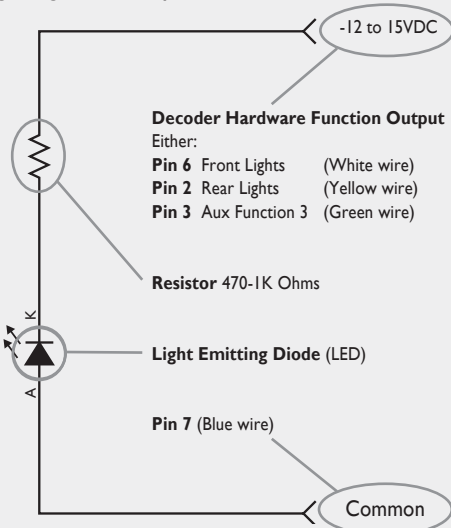 -12 to 15VDC
Decoder Hardware Function Output
Either:
Pin 6 Front Lights (White wire)
Pin 2 Rear Lights (Yellow wire)
Pin 3 Aux Function 3 (Green wire)
Resistor 470-1K Ohms
K
Light Emitting Diode (LED)
A
Pin 7 (Blue wire)
Common